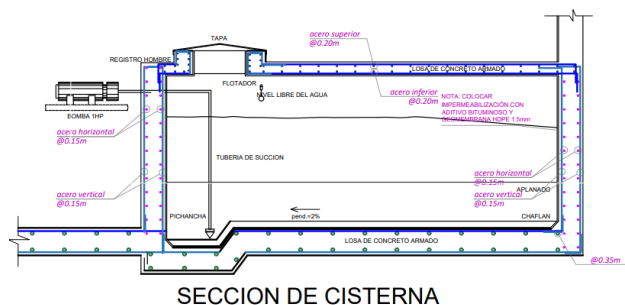 TAPA
acero superior
@0.20m
REGISTRO HOMBRE
LOSA DE CONCRETO ARMADO
FLOTADOR
NIVEL LIBRE DEL AGUA
acero inferior
@0.20m
NOTA: COLOCAR
IMPERMEABILIZACIÓN CON
ADITIVO BITUMINOSO Y
GEOMEMBRANA HDPE 1.5mm
BOMBA 1HP
acero horizontal
@0.15m
TUBERIA DE SUCCION
acero horizontal
@0.15m
acero vertical
@0.15m
APLANADO
acero vertical
@0.15m
PICHANCHA
pend.=2%
CHAFLAN
LOSA DE CONCRETO ARMADO
@0.35m
SECCION DE CISTERNA